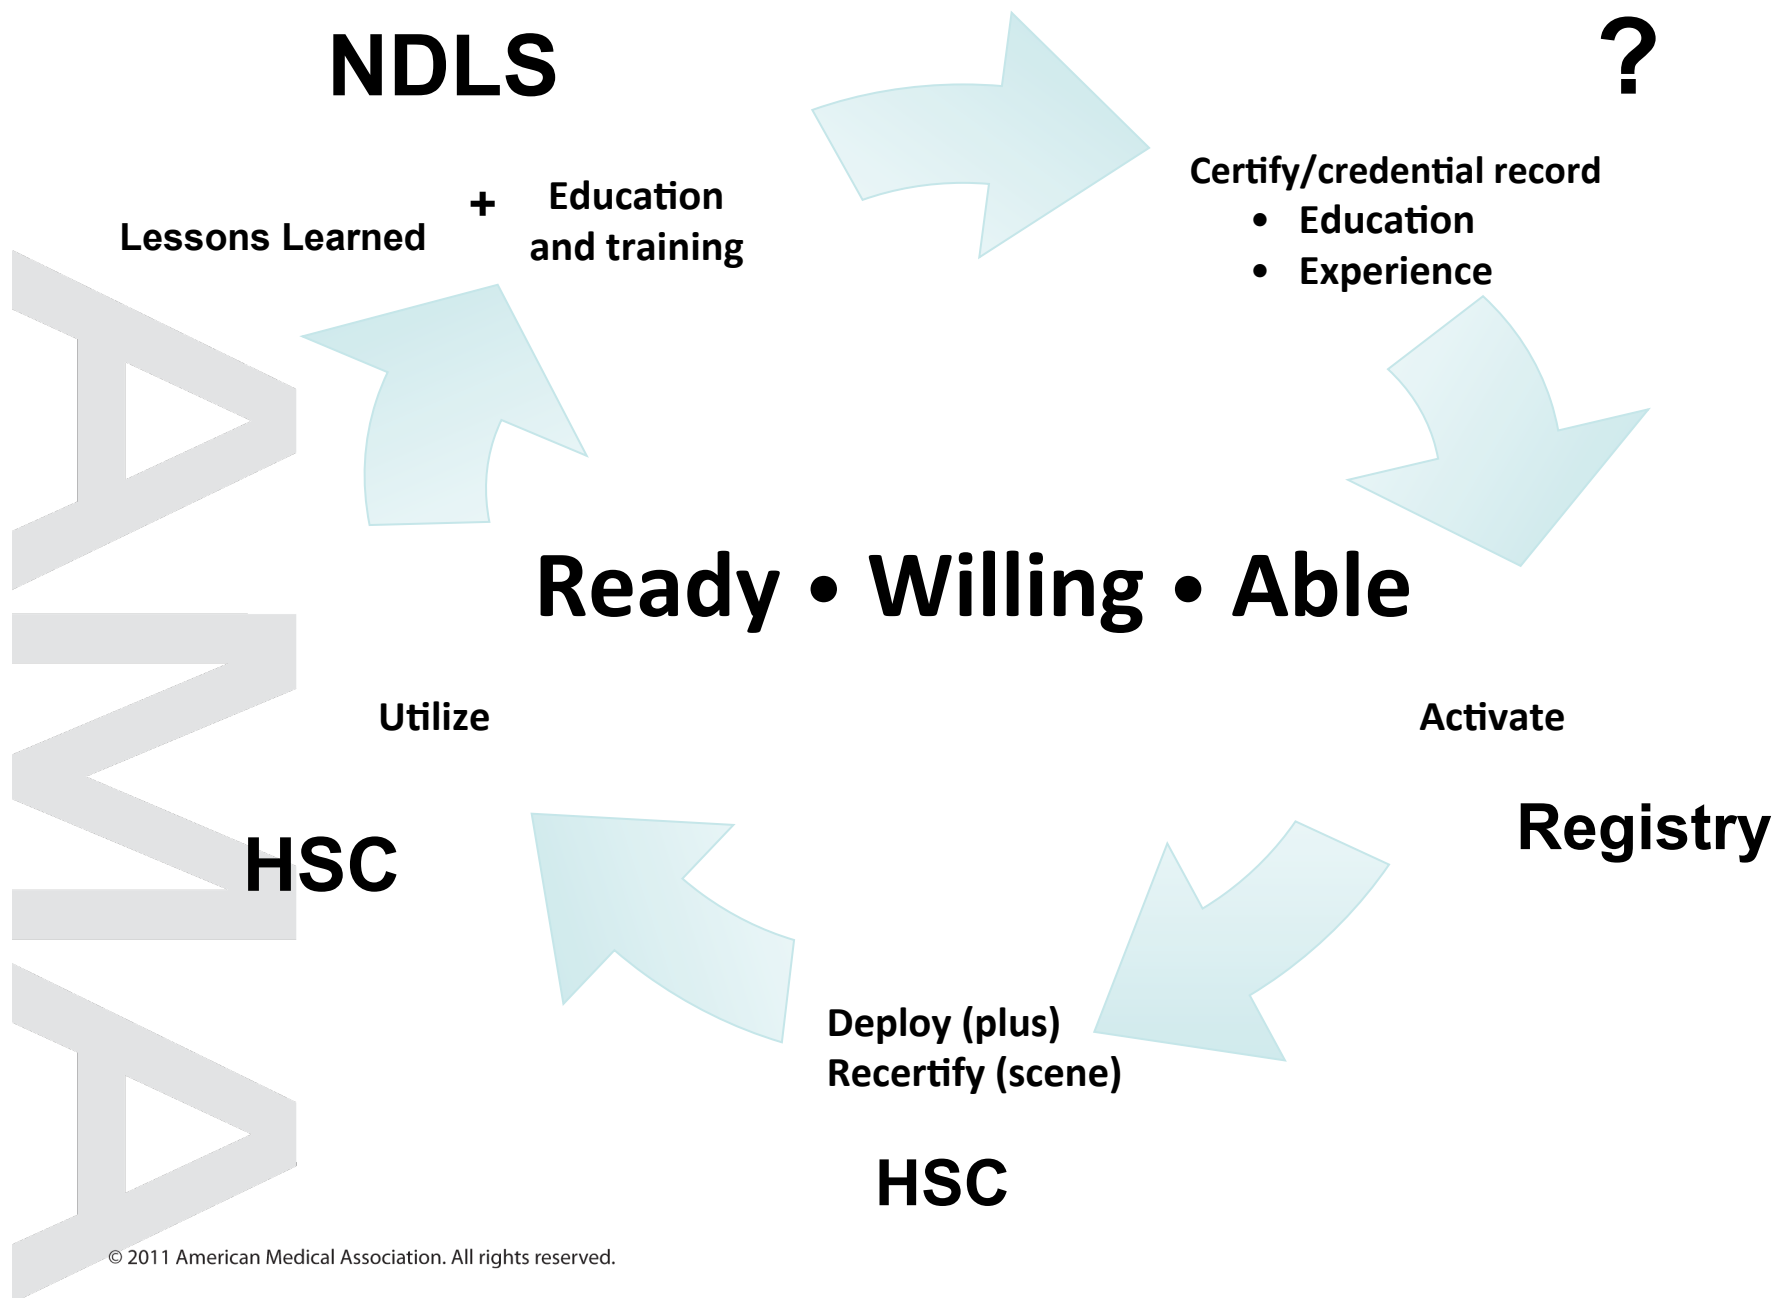 NDLS
?
Lessons Learned
+
Education
and training
Certify/credential record
• Education
• Experience
Ready • Willing • Able
Utilize
Activate
HSC
Registry
Deploy (plus)
Recertify (scene)
HSC
AMA
© 2011 American Medical Association. All rights reserved.